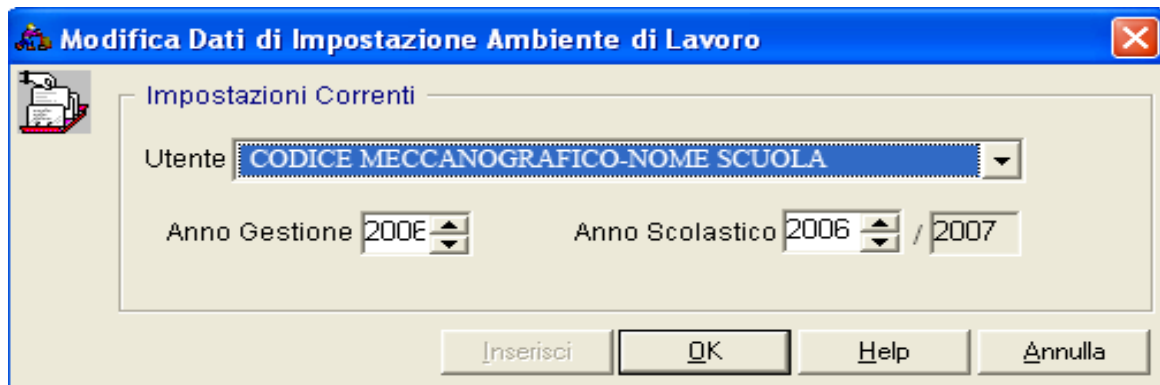 Modifica Dati di Impostazione Ambiente di Lavoro
Impostazioni Correnti
Utente CODICE MECCANOGRAFICO-NOME SCUOLA
Anno Gestione 2006 Anno Scolastico 2006 / 2007
Inserisci OK Help Annulla